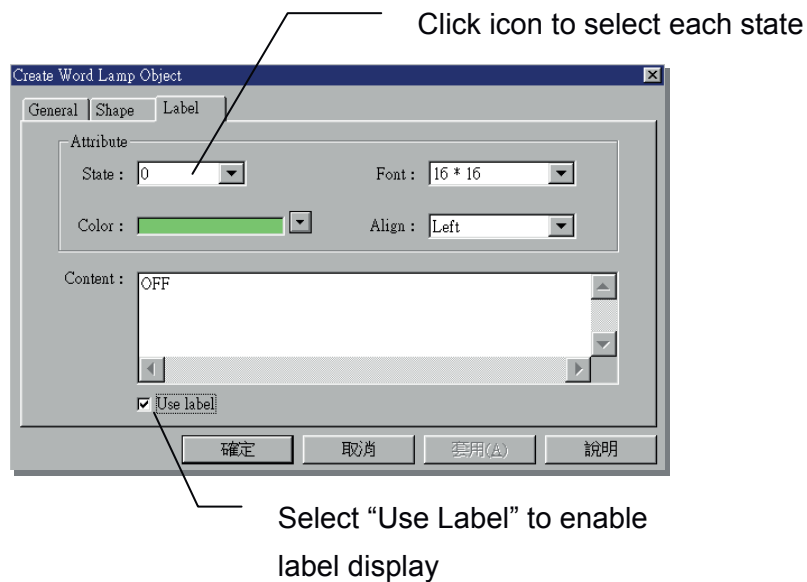 Click icon to select each state
Create Word Lamp Object
General Shape Label
Attribute
State : 0 Font : 16 * 16
Color : Align : Left
Content : OFF
Use label
確定 取消 套用(A) 說明
Select “Use Label” to enable
label display